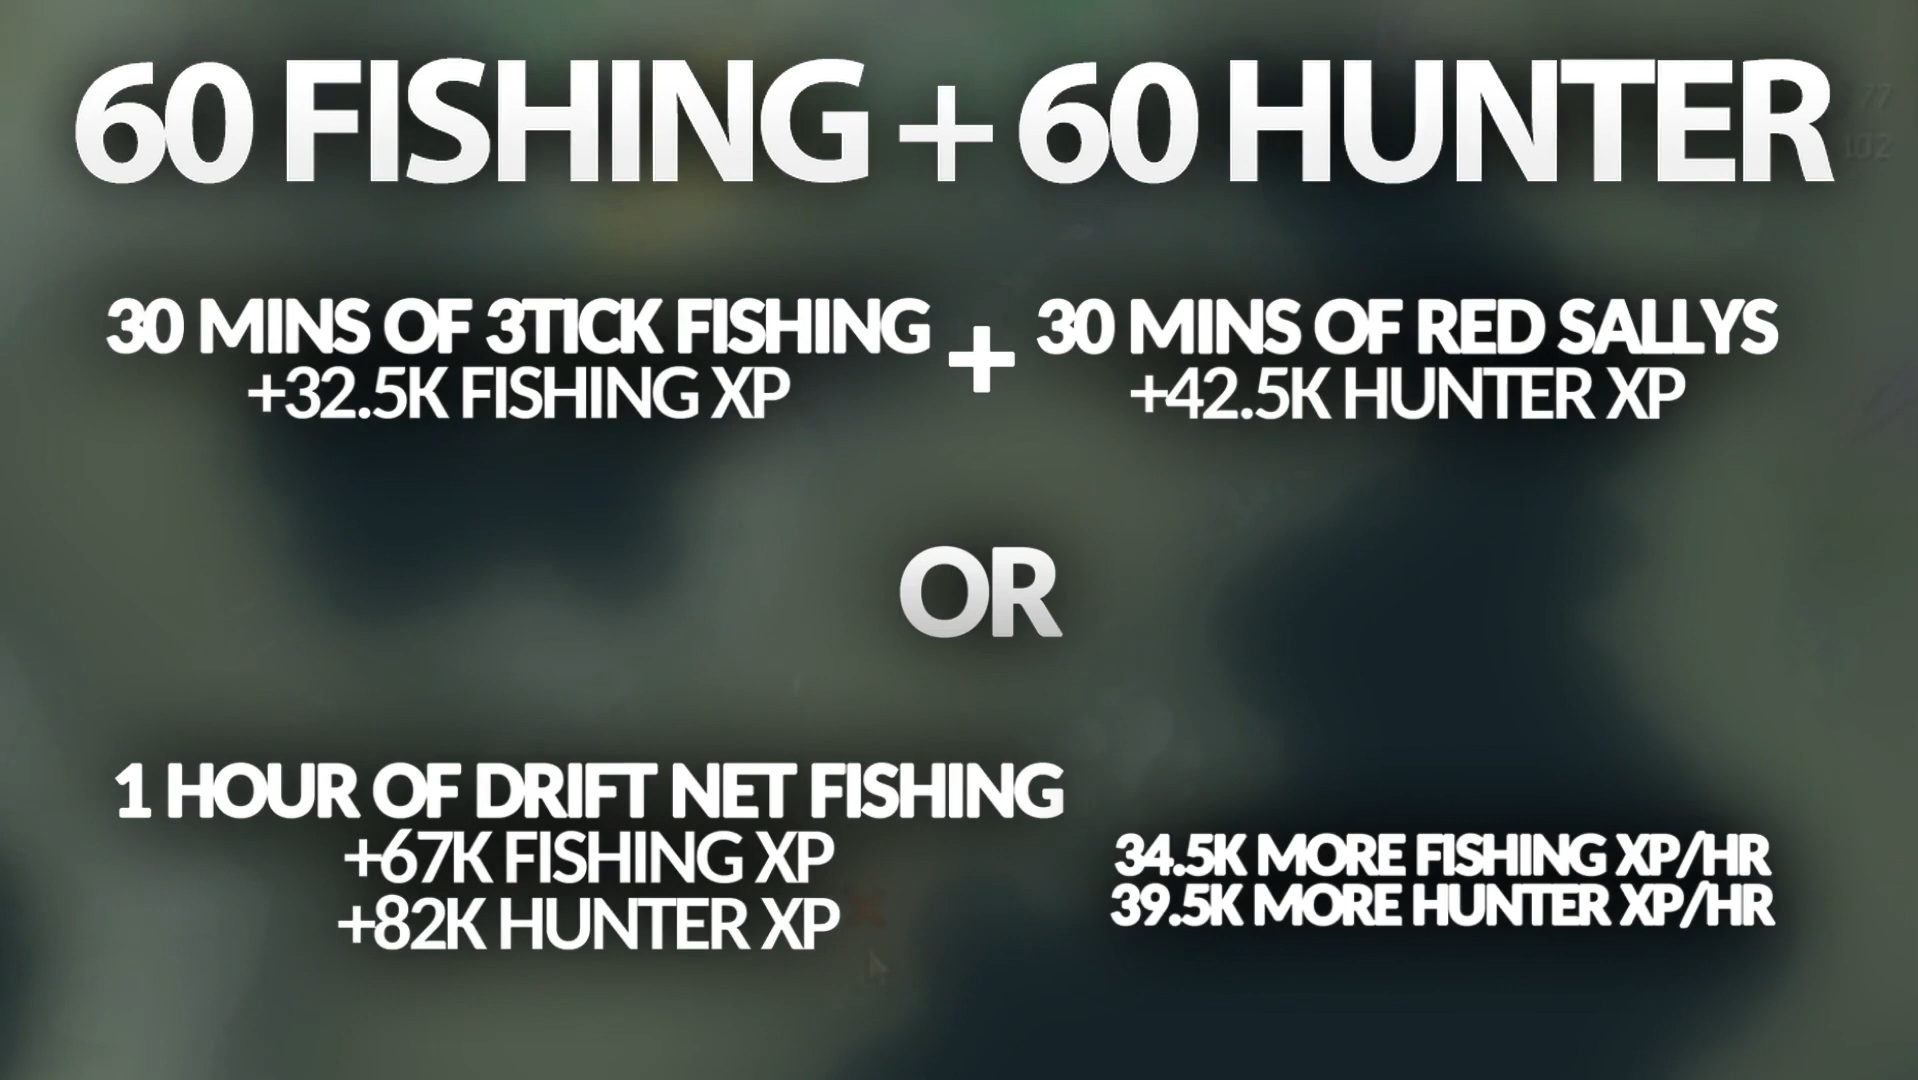 60 FISHING + 60 HUNTER
30 MINS OF 3TICK FISHING + 30 MINS OF RED SALLYS
+32.5K FISHING XP +42.5K HUNTER XP
OR
1 HOUR OF DRIFT NET FISHING
+67K FISHING XP
+82K HUNTER XP
34.5K MORE FISHING XP/HR
39.5K MORE HUNTER XP/HR
77
102